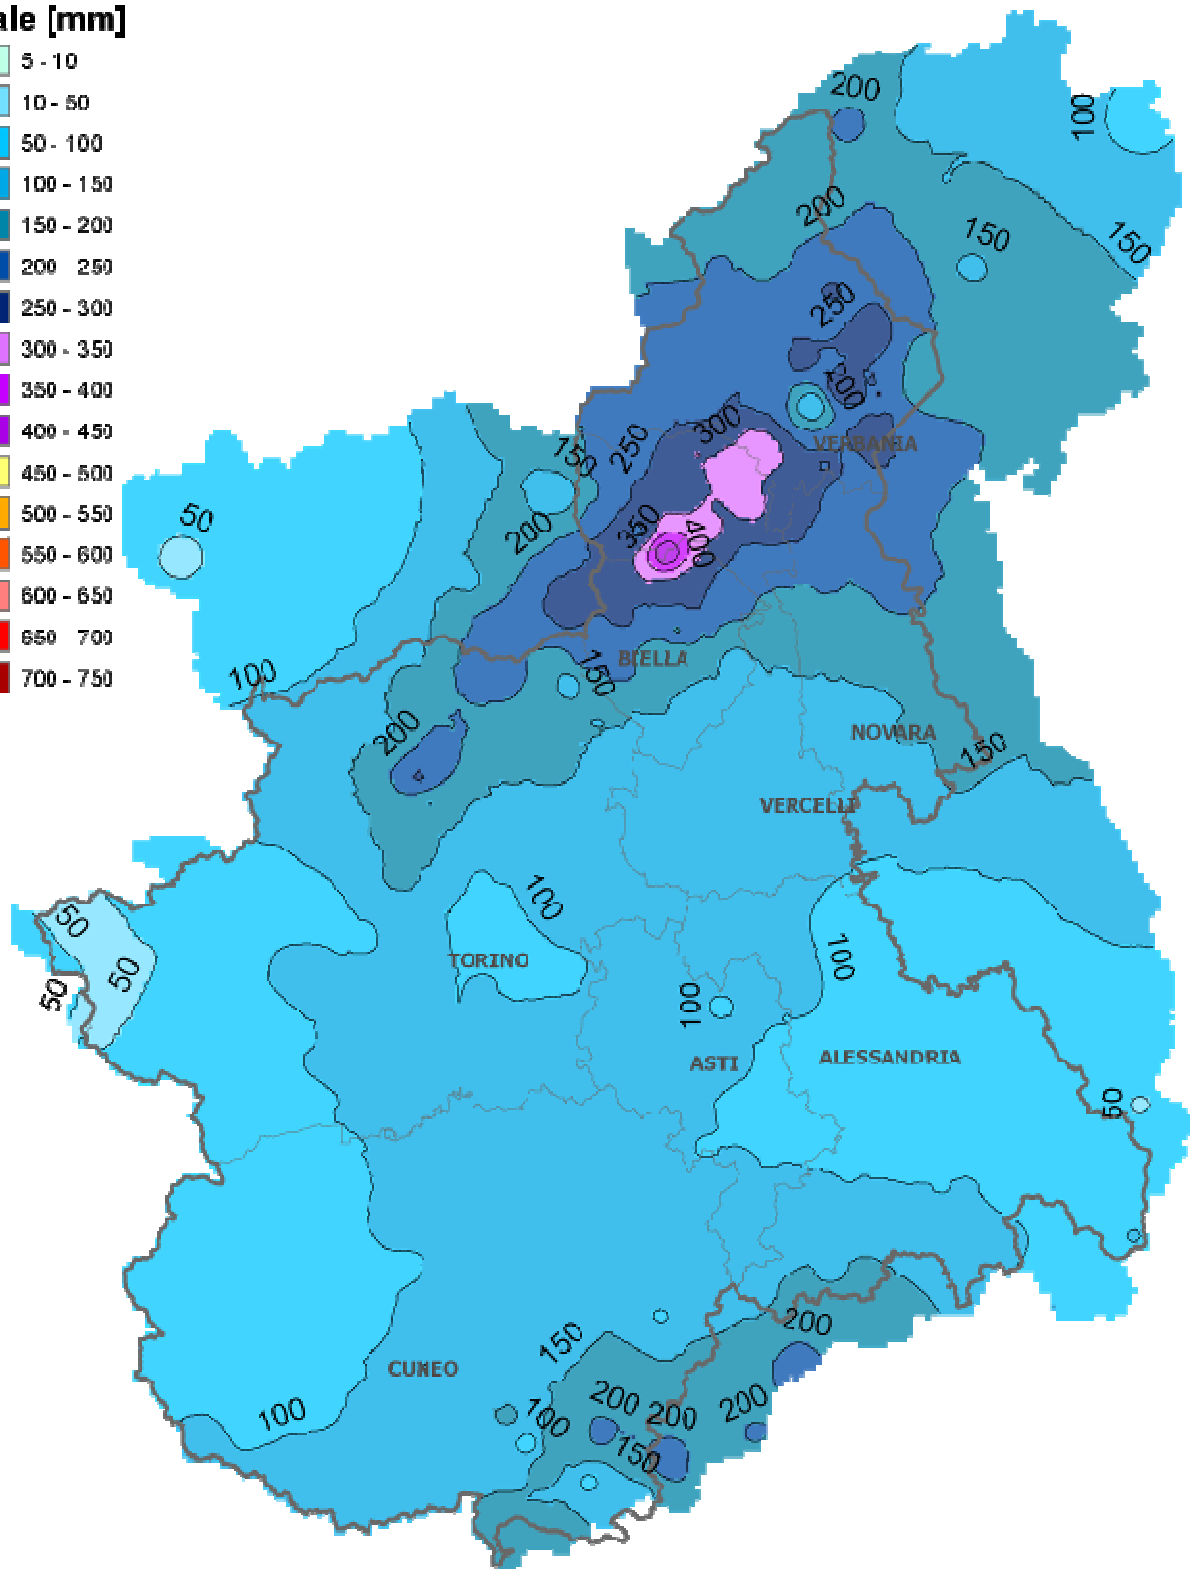 ale [mm]
5 - 10
10 - 50
50 - 100
100 - 150
150 - 200
200 250
250 - 300
300 - 350
350 - 400
400 - 450
450 - 500
500 - 550
550 - 600
600 - 650
650 700
700 - 750
200
100
200
150
150
250
200
300
VERBANIA
250
150
50
200
350
400
BIELLA
150
100
200
NOVARA
150
VERCELLI
100
50
TORINO
100
50
50
100
ASTI
ALESSANDRIA
50
200
150
CUNEO
200
200
200
100
100
150